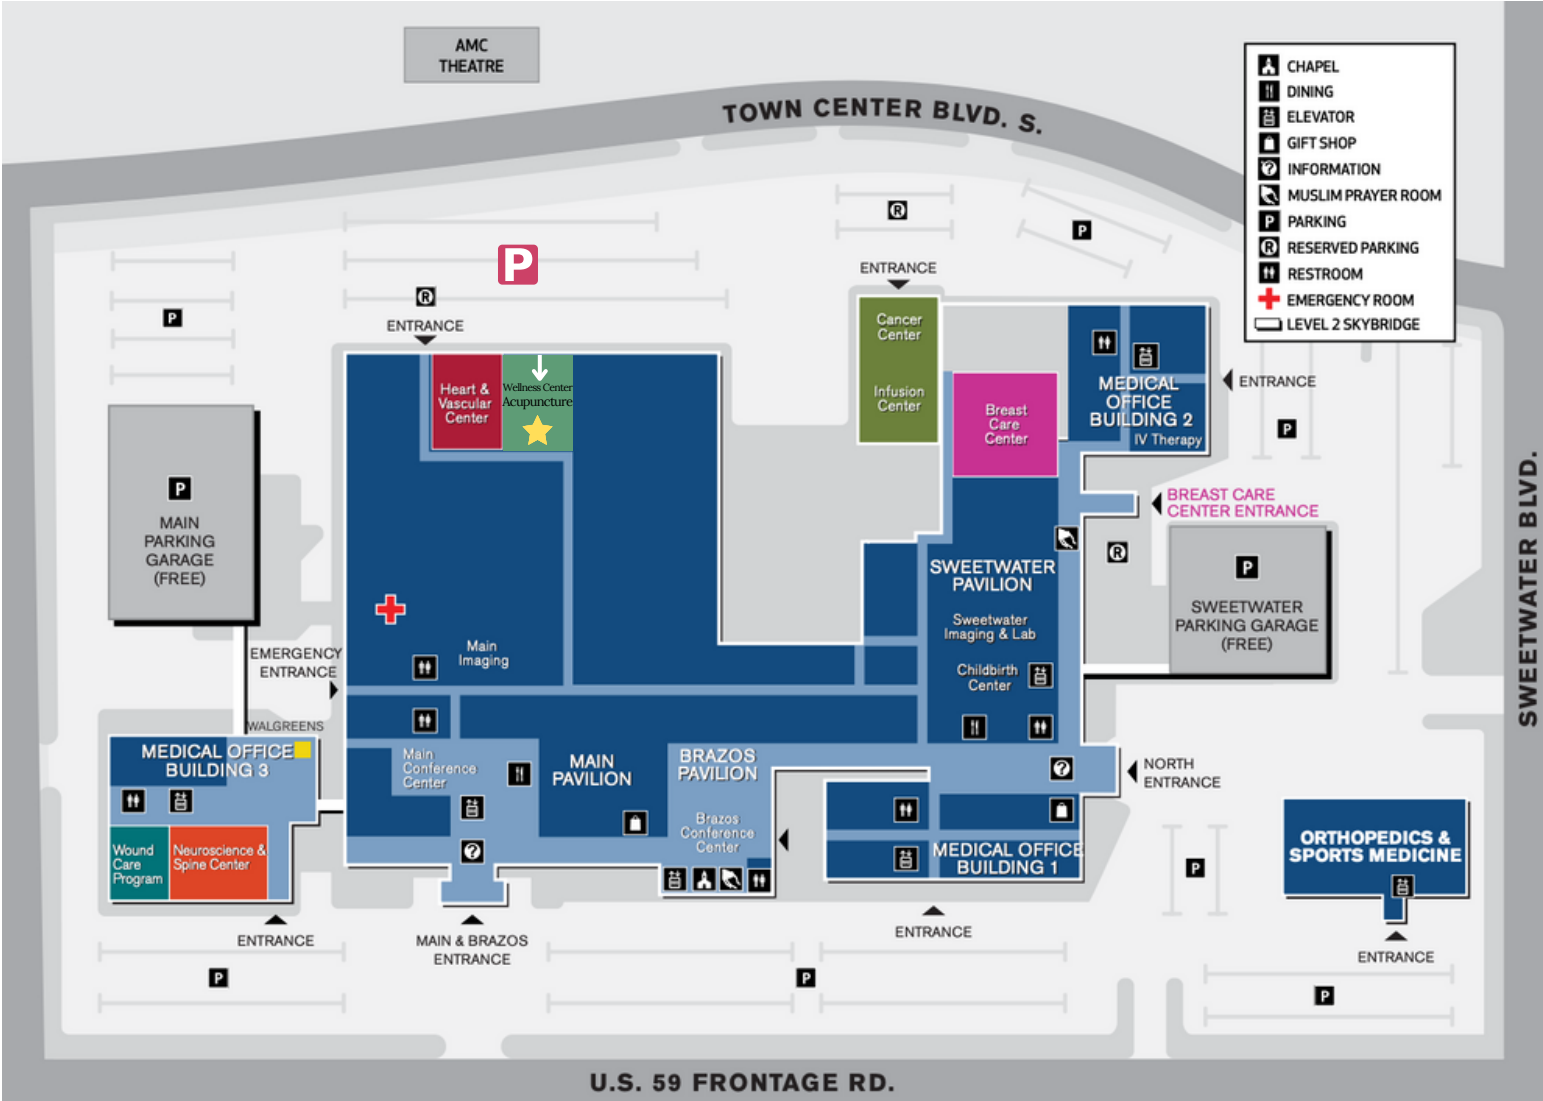 AMC
THEATRE
TOWN CENTER BLVD. S.
CHAPEL
DINING
ELEVATOR
GIFT SHOP
INFORMATION
MUSLIM PRAYER ROOM
P PARKING
R RESERVED PARKING
RESTROOM
EMERGENCY ROOM
LEVEL 2 SKYBRIDGE
R
P
P
R
P
ENTRANCE
ENTRANCE
Cancer
Center
Infusion
Center
Heart &
Vascular
Center
Wellness Center
Acupuncture
Breast
Care
Center
MEDICAL
OFFICE
BUILDING 2
IV Therapy
ENTRANCE
P
BREAST CARE
CENTER ENTRANCE
P
MAIN
PARKING
GARAGE
(FREE)
R
P
SWEETWATER
PARKING GARAGE
(FREE)
SWEETWATER BLVD.
SWEETWATER
PAVILION
Sweetwater
Imaging & Lab
Childbirth
Center
Main
Imaging
EMERGENCY
ENTRANCE
WALGREENS
MEDICAL OFFICE
BUILDING 3
Main
Conference
Center
MAIN
PAVILION
BRAZOS
PAVILION
Brazos
Conference
Center
NORTH
ENTRANCE
Wound
Care
Program
Neuroscience &
Spine Center
MEDICAL OFFICE
BUILDING 1
ORTHOPEDICS &
SPORTS MEDICINE
P
ENTRANCE
MAIN & BRAZOS
ENTRANCE
ENTRANCE
ENTRANCE
P
P
P
U.S. 59 FRONTAGE RD.